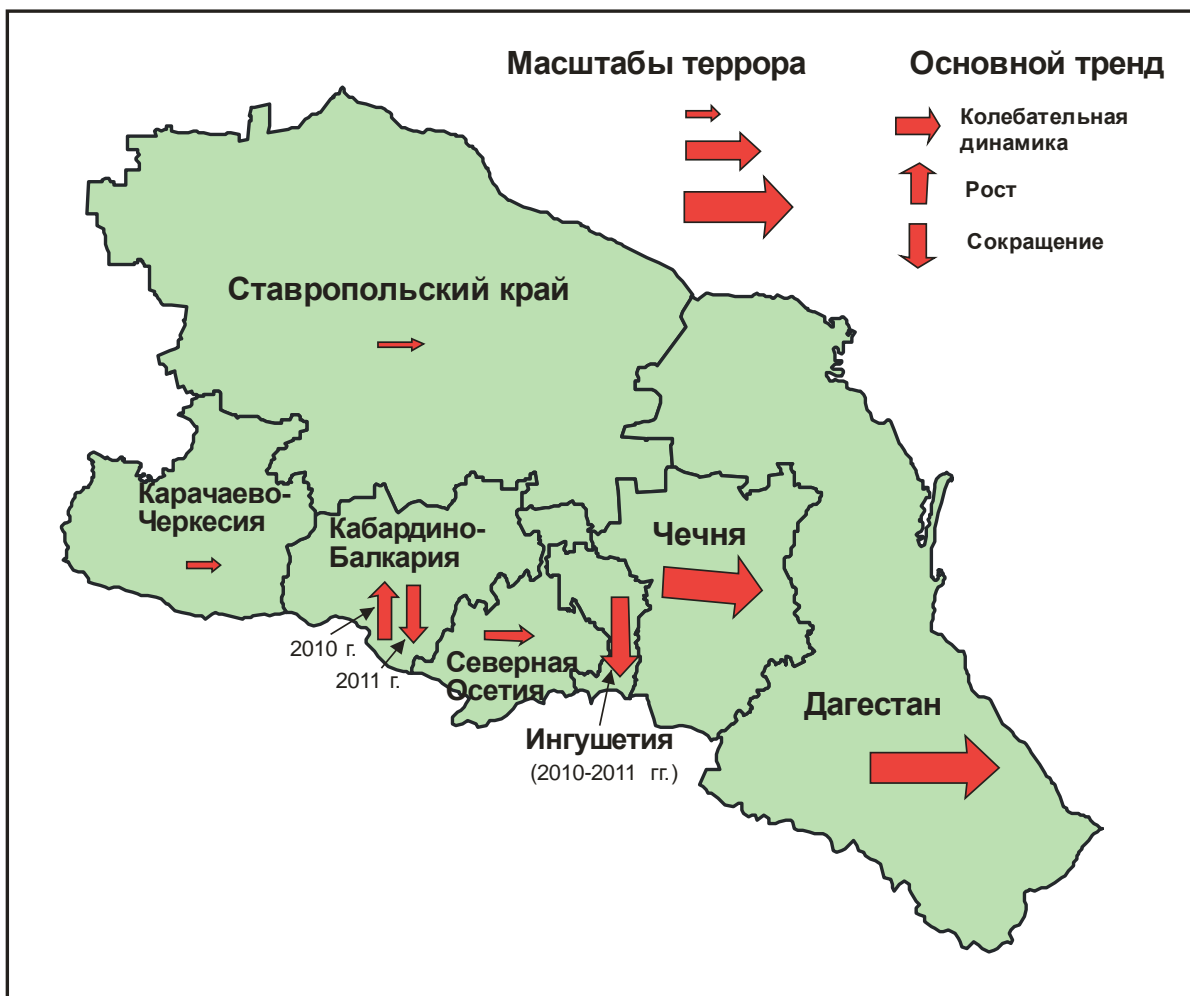 Масштабы террора
Основной тренд
Колебательная
динамика
Рост
Сокращение
Ставропольский край
Карачаево-
Черкесия
Кабардино-
Балкария
Чечня
2010 г.
2011 г.
Северная
Осетия
Дагестан
Ингушетия
(2010-2011 гг.)